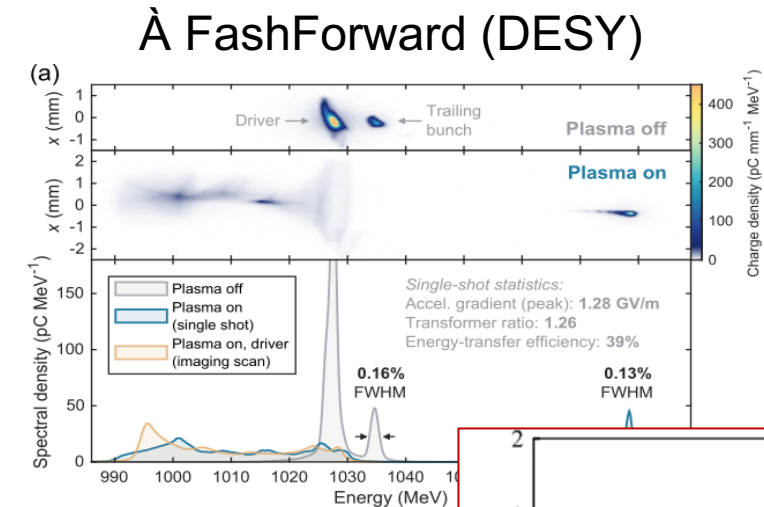 À FashForward (DESY)
(a)
x (mm)
1
0
-1
Driver
Trailing
bunch
Plasma off
x (mm)
2
1
0
-1
-2
Plasma on
400
300
200
100
0
Charge density (pC mm⁻¹ MeV⁻¹)
Spectral density (pC MeV⁻¹)
150
100
50
0
Plasma off
Plasma on
(single shot)
Plasma on, driver
(imaging scan)
Single-shot statistics:
Accel. gradient (peak): 1.28 GV/m
Transformer ratio: 1.26
Energy-transfer efficiency: 39%
0.16%
FWHM
0.13%
FWHM
990 1000 1010 1020 1030 1040 10
Energy (MeV)
2